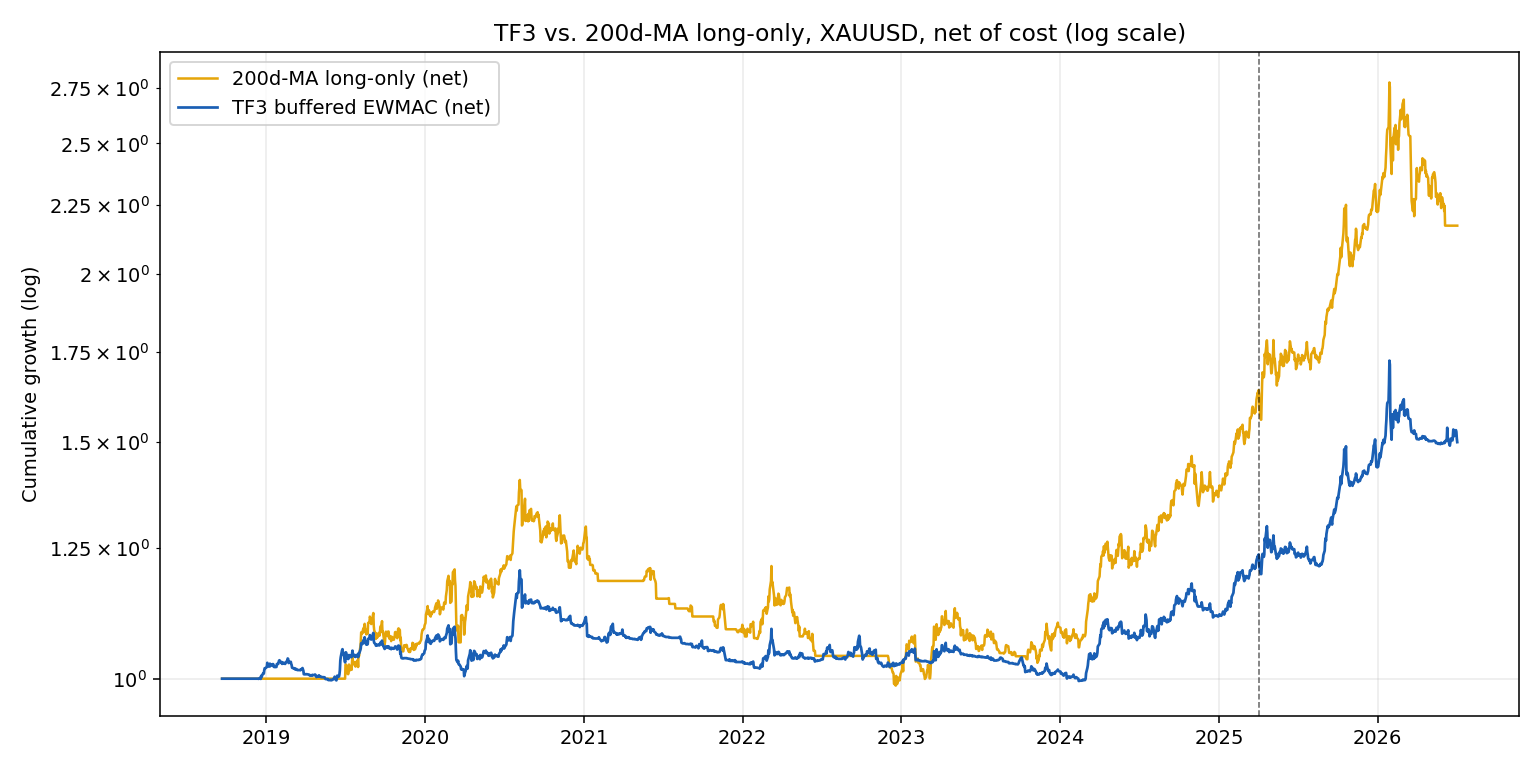 TF3 vs. 200d-MA long-only, XAUUSD, net of cost (log scale)
200d-MA long-only (net)
TF3 buffered EWMAC (net)
Cumulative growth (log)
2.75 × 10⁰
2.5 × 10⁰
2.25 × 10⁰
2 × 10⁰
1.75 × 10⁰
1.5 × 10⁰
1.25 × 10⁰
10⁰
2019 2020 2021 2022 2023 2024 2025 2026